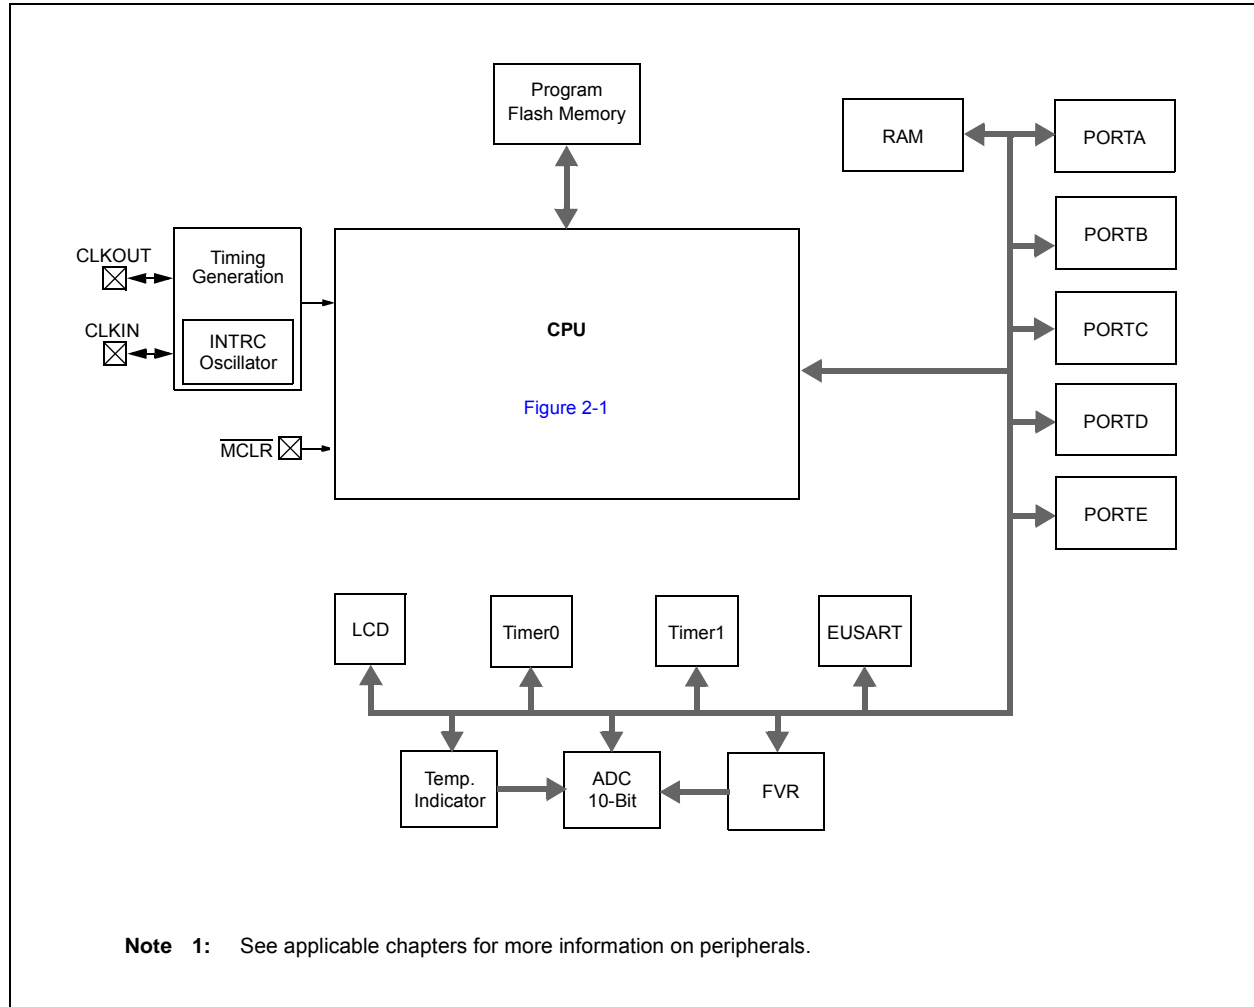 Program
Flash Memory
RAM
PORTA
PORTB
CLKOUT
Timing
Generation
CLKIN
INTRC
Oscillator
CPU
PORTC
Figure 2-1
PORTD
MCLR
PORTE
LCD
Timer0
Timer1
EUSART
Temp.
Indicator
ADC
10-Bit
FVR
Note 1: See applicable chapters for more information on peripherals.